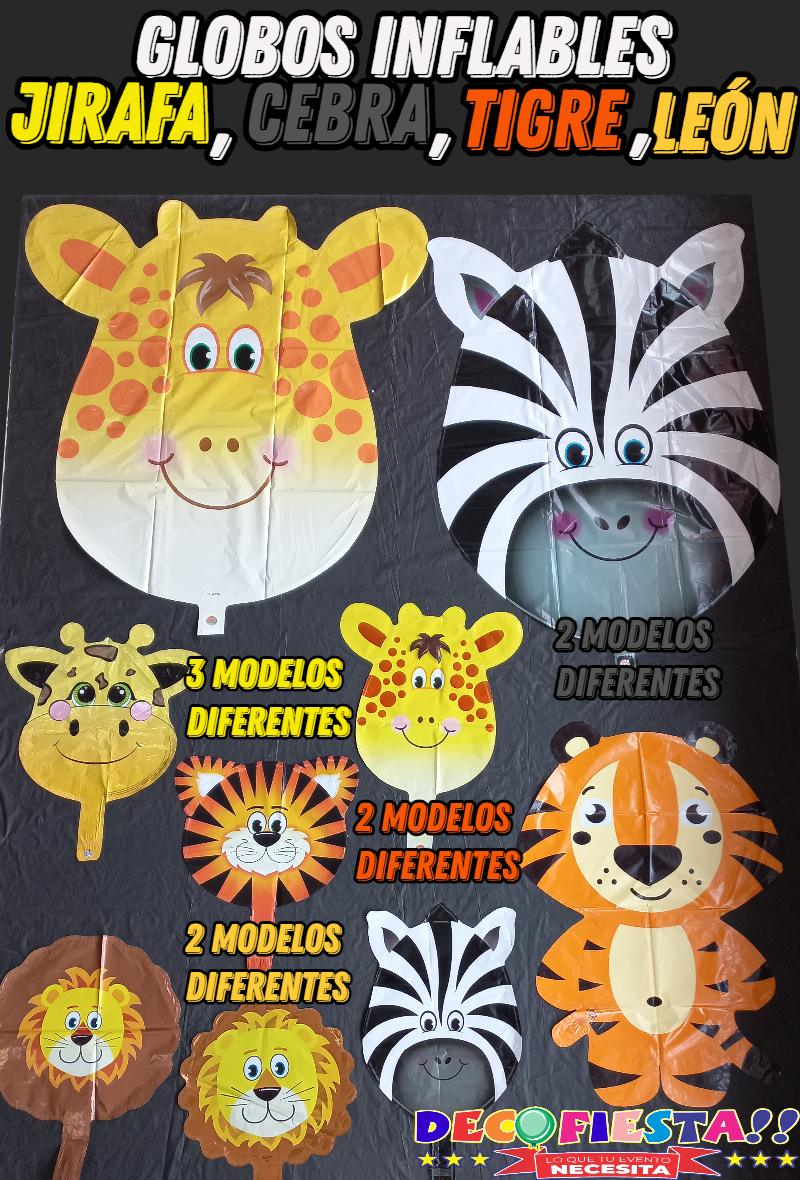 GLOBOS INFLABLES
JIRAFA, CEBRA, TIGRE, LEÓN
3 MODELOS
DIFERENTES
2 MODELOS
DIFERENTES
2 MODELOS
DIFERENTES
2 MODELOS
DIFERENTES
DECOFIESTA!!
LO QUE TU EVENTO
NECESITA